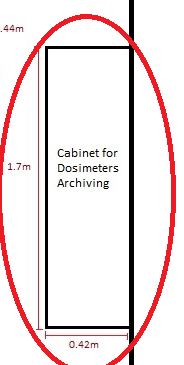 .44m
Cabinet for
Dosimeters
Archiving
1.7m
0.42m